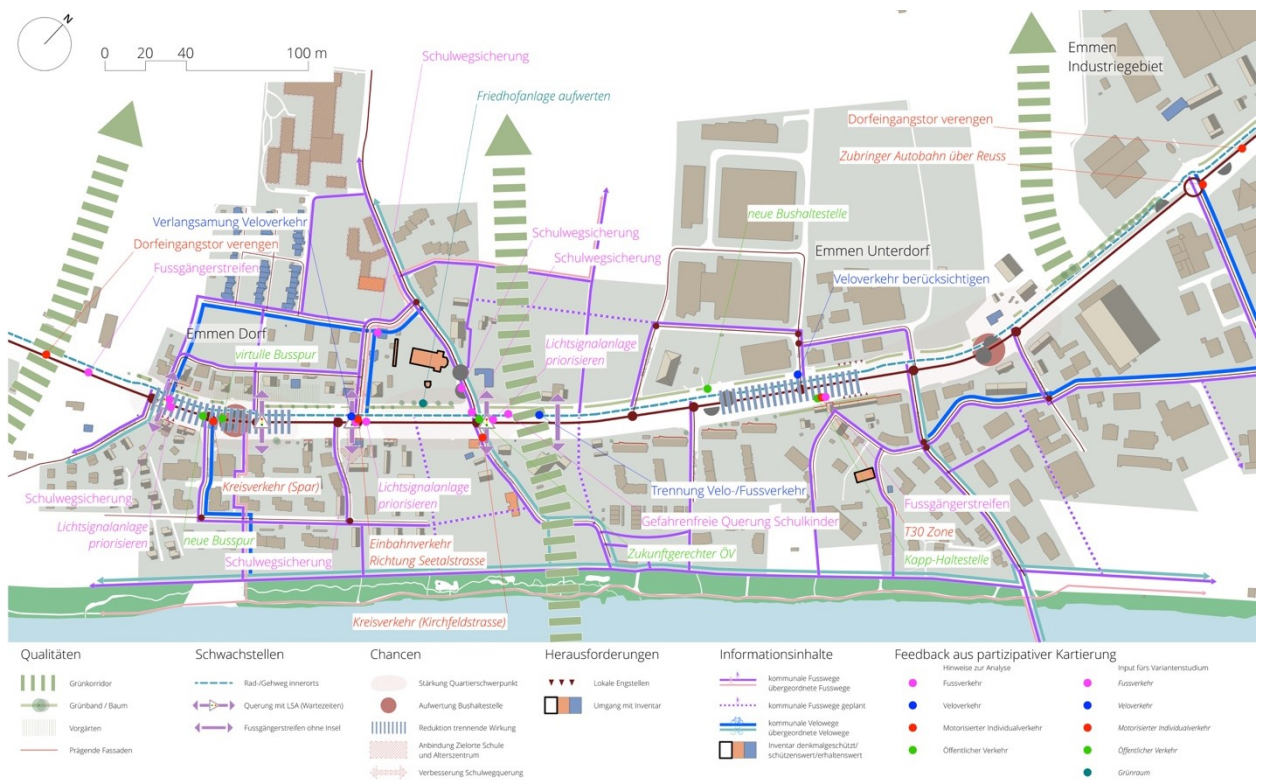 N
0 20 40 100 m
Schulwegsicherung
Friedhofanlage aufwerten
Emmen
Industriegebiet
Dorfeingangstor verengen
Zubringer Autobahn über Reuss
Verlangsamung Veloverkehr
Dorfeingangstor verengen
Fussgängerstreifen
Schulwegsicherung
Schulwegsicherung
neue Bushaltestelle
Emmen Unterdorf
Veloverkehr berücksichtigen
Emmen Dorf
virtulle Busspur
Lichtsignalanlage
priorisieren
Schulwegsicherung
Lichtsignalanlage
priorisieren
neue Busspur
Kreisverkehr (Spar)
Schulwegsicherung
Lichtsignalanlage
priorisieren
Einbahnverkehr
Richtung Seetalstrasse
Kreisverkehr (Kirchfeldstrasse)
Trennung Velo-/Fussverkehr
Gefahrenfreie Querung Schulkinder
Zukunftgerechter ÖV
Fussgängerstreifen
T30 Zone
Kapp-Haltestelle
Qualitäten
Grünkorridor
Grünband / Baum
Vorgärten
Prägende Fassaden
Schwachstellen
Rad-/Gehweg innerorts
Querung mit LSA (Wartezeiten)
Fussgängerstreifen ohne Insel
Chancen
Stärkung Quartierschwerpunkt
Aufwertung Bushaltestelle
Reduktion trennende Wirkung
Anbindung Zielorte Schule
und Alterszentrum
Verbesserung Schulwegquerung
Herausforderungen
Lokale Engstellen
Umgang mit Inventar
Informationsinhalte
kommunale Fusswege
übergeordnete Fusswege
kommunale Fusswege geplant
kommunale Velowege
übergeordnete Velowege
Inventar denkmalgeschützt/
schützenswert/erhaltenswert
Feedback aus partizipativer Kartierung
Hinweise zur Analyse
Fussverkehr
Veloverkehr
Motorisierter Individualverkehr
Öffentlicher Verkehr
Input fürs Variantenstudium
Fussverkehr
Veloverkehr
Motorisierter Individualverkehr
Öffentlicher Verkehr
Grünraum